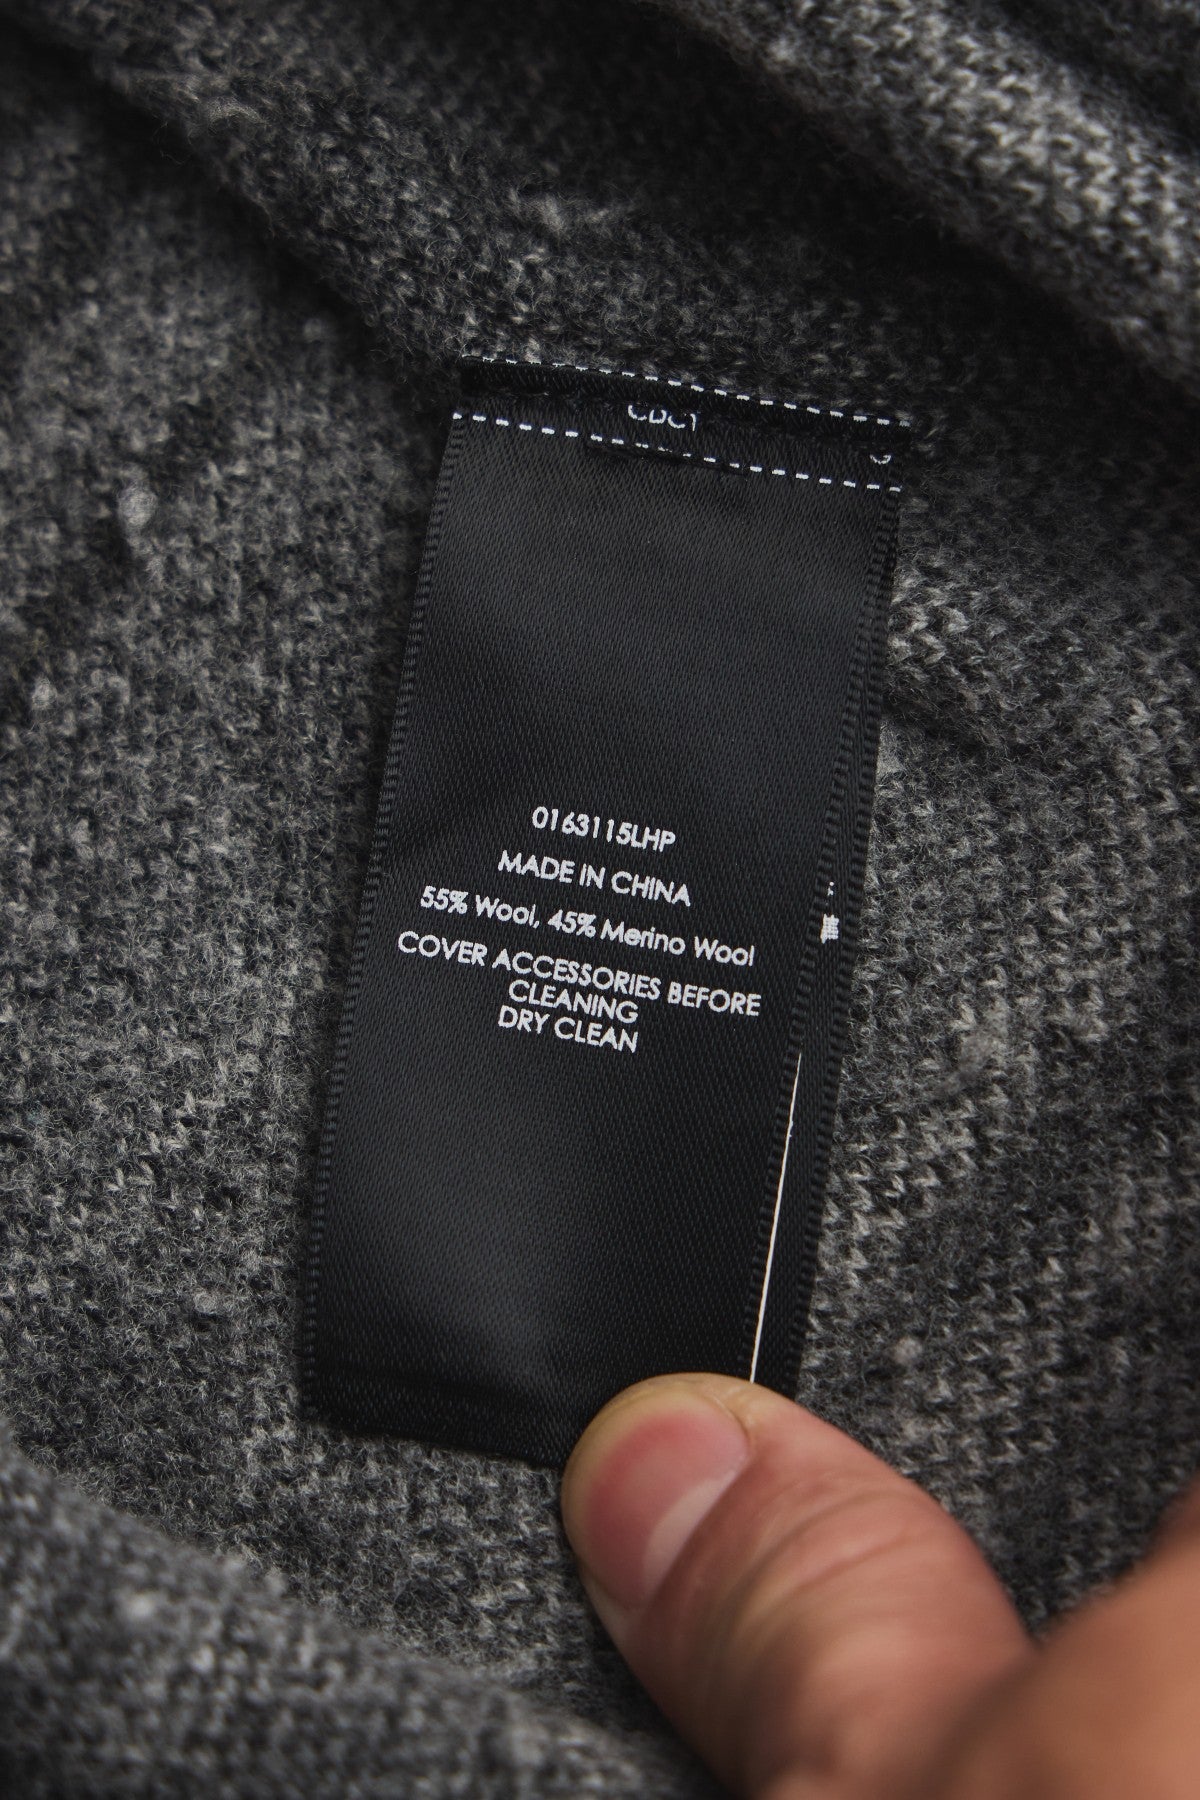 0163115LHP
MADE IN CHINA
55% Wool, 45% Merino Wool
COVER ACCESSORIES BEFORE
CLEANING
DRY CLEAN